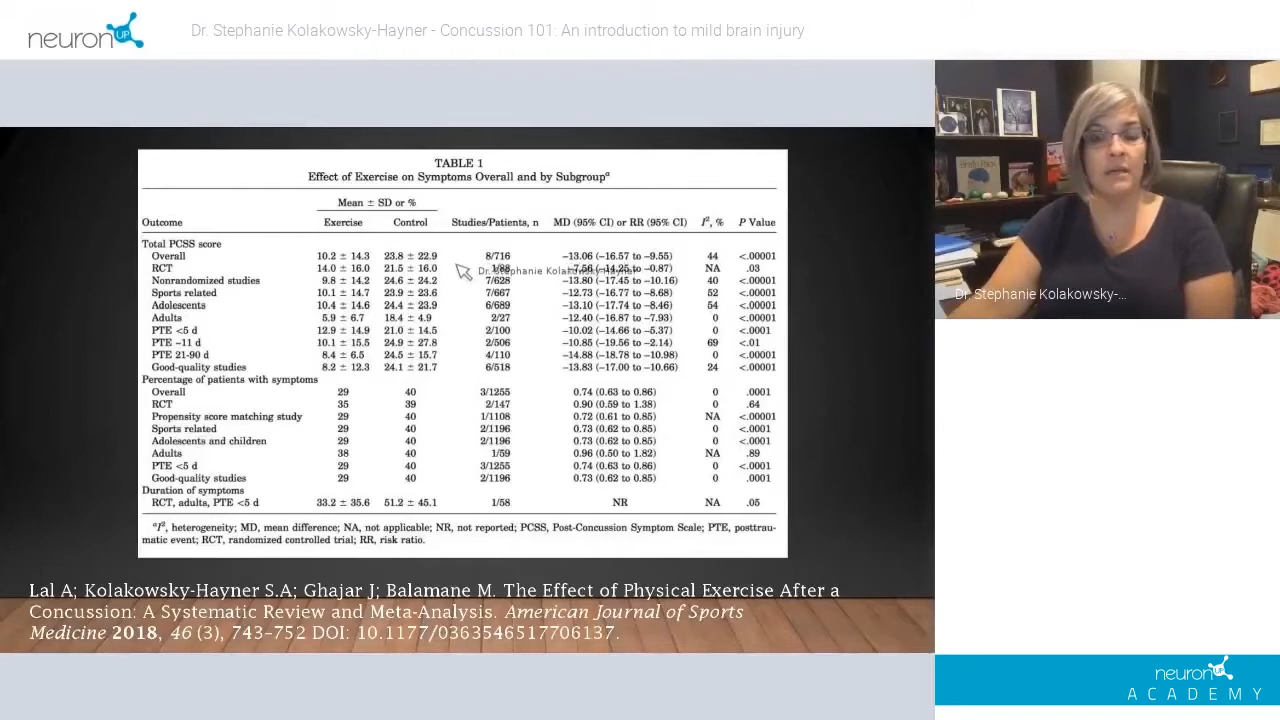 neuronUP
Dr. Stephanie Kolakowsky-Hayner - Concussion 101: An introduction to mild brain injury
TABLE 1
Effect of Exercise on Symptoms Overall and by Subgroupᵃ
Mean ± SD or %
Outcome Exercise Control Studies/Patients, n MD (95% CI) or RR (95% CI) I², % P Value
Total PCSS score
Overall 10.2 ± 14.3 23.8 ± 22.9 8/716 −13.06 (−16.57 to −9.55) 44 <.00001
RCT 14.0 ± 16.0 21.5 ± 16.0 1/88 −7.56 (−14.25 to −0.87) NA .03
Nonrandomized studies 9.8 ± 14.2 24.6 ± 24.2 7/628 −13.80 (−17.45 to −10.16) 40 <.00001
Sports related 10.1 ± 14.7 23.9 ± 23.6 7/667 −12.73 (−16.77 to −8.68) 52 <.00001
Adolescents 10.4 ± 14.6 24.4 ± 23.9 6/689 −13.10 (−17.74 to −8.46) 54 <.00001
Adults 5.9 ± 6.7 18.4 ± 4.9 2/27 −12.40 (−16.87 to −7.93) 0 <.00001
PTE <5 d 12.9 ± 14.9 21.0 ± 14.5 2/100 −10.02 (−14.66 to −5.37) 0 <.0001
PTE ~11 d 10.1 ± 15.5 24.9 ± 27.8 2/506 −10.85 (−19.56 to −2.14) 69 <.01
PTE 21-90 d 8.4 ± 6.5 24.5 ± 15.7 4/110 −14.88 (−18.78 to −10.98) 0 <.00001
Good-quality studies 8.2 ± 12.3 24.1 ± 21.7 6/518 −13.83 (−17.00 to −10.66) 24 <.00001
Percentage of patients with symptoms
Overall 29 40 3/1255 0.74 (0.63 to 0.86) 0 .0001
RCT 35 39 2/147 0.90 (0.59 to 1.38) 0 .64
Propensity score matching study 29 40 1/1108 0.72 (0.61 to 0.85) NA <.00001
Sports related 29 40 2/1196 0.73 (0.62 to 0.85) 0 <.0001
Adolescents and children 29 40 2/1196 0.73 (0.62 to 0.85) 0 <.0001
Adults 38 40 1/59 0.96 (0.50 to 1.82) NA .89
PTE <5 d 29 40 3/1255 0.74 (0.63 to 0.86) 0 <.0001
Good-quality studies 29 40 2/1196 0.73 (0.62 to 0.85) 0 .0001
Duration of symptoms
RCT, adults, PTE <5 d 33.2 ± 35.6 51.2 ± 45.1 1/58 NR NA .05
ᵃI², heterogeneity; MD, mean difference; NA, not applicable; NR, not reported; PCSS, Post-Concussion Symptom Scale; PTE, posttrau-
matic event; RCT, randomized controlled trial; RR, risk ratio.
Dr. Stephanie Kolakowsky-Hayner
Lal A; Kolakowsky-Hayner S.A; Ghajar J; Balamane M. The Effect of Physical Exercise After a
Concussion: A Systematic Review and Meta-Analysis. American Journal of Sports
Medicine 2018, 46 (3), 743–752 DOI: 10.1177/0363546517706137.
Dr. Stephanie Kolakowsky-...
neuronUP
ACADEMY